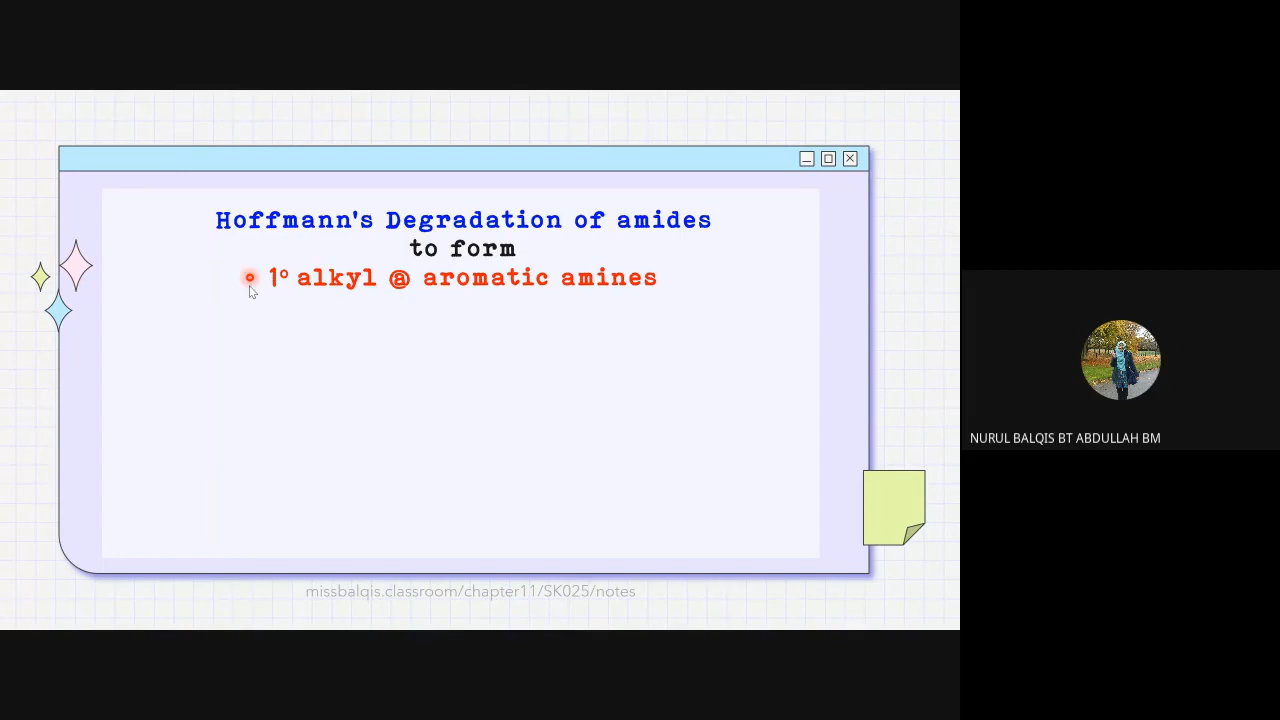 Hoffmann's Degradation of amides
to form
1° alkyl @ aromatic amines
NURUL BALQIS BT ABDULLAH BM
missbalqis.classroom/chapter11/SK025/notes